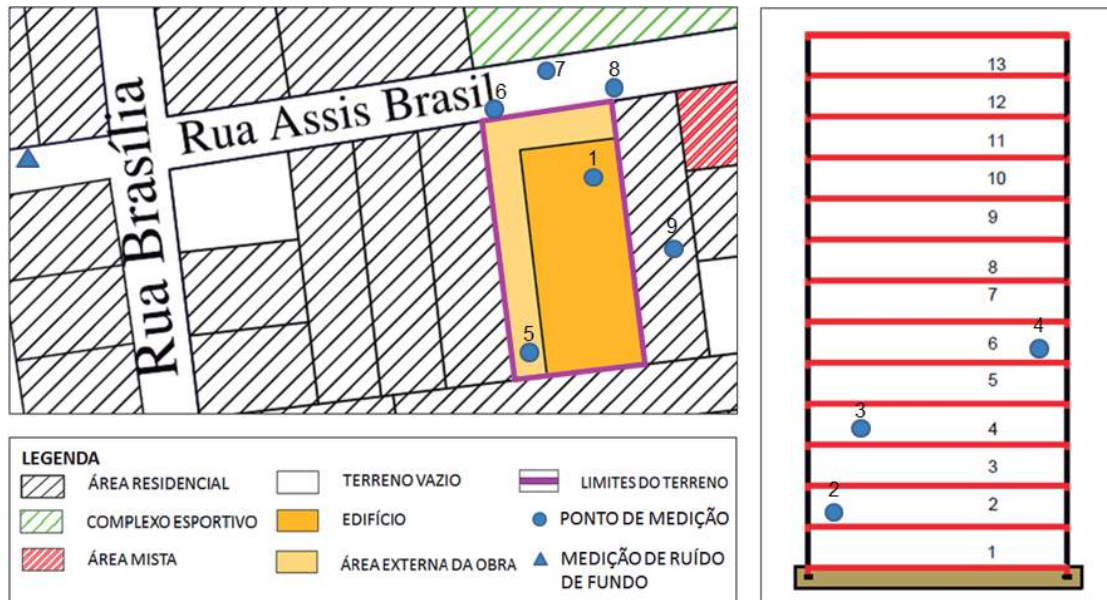 Rua Brasília
Rua Assis Brasil
6
7
8
1
9
5
LEGENDA
ÁREA RESIDENCIAL
COMPLEXO ESPORTIVO
ÁREA MISTA
TERRENO VAZIO
EDIFÍCIO
ÁREA EXTERNA DA OBRA
LIMITES DO TERRENO
PONTO DE MEDIÇÃO
MEDIÇÃO DE RUÍDO
DE FUNDO
13
12
11
10
9
8
7
6
4
5
3
4
3
2
2
1